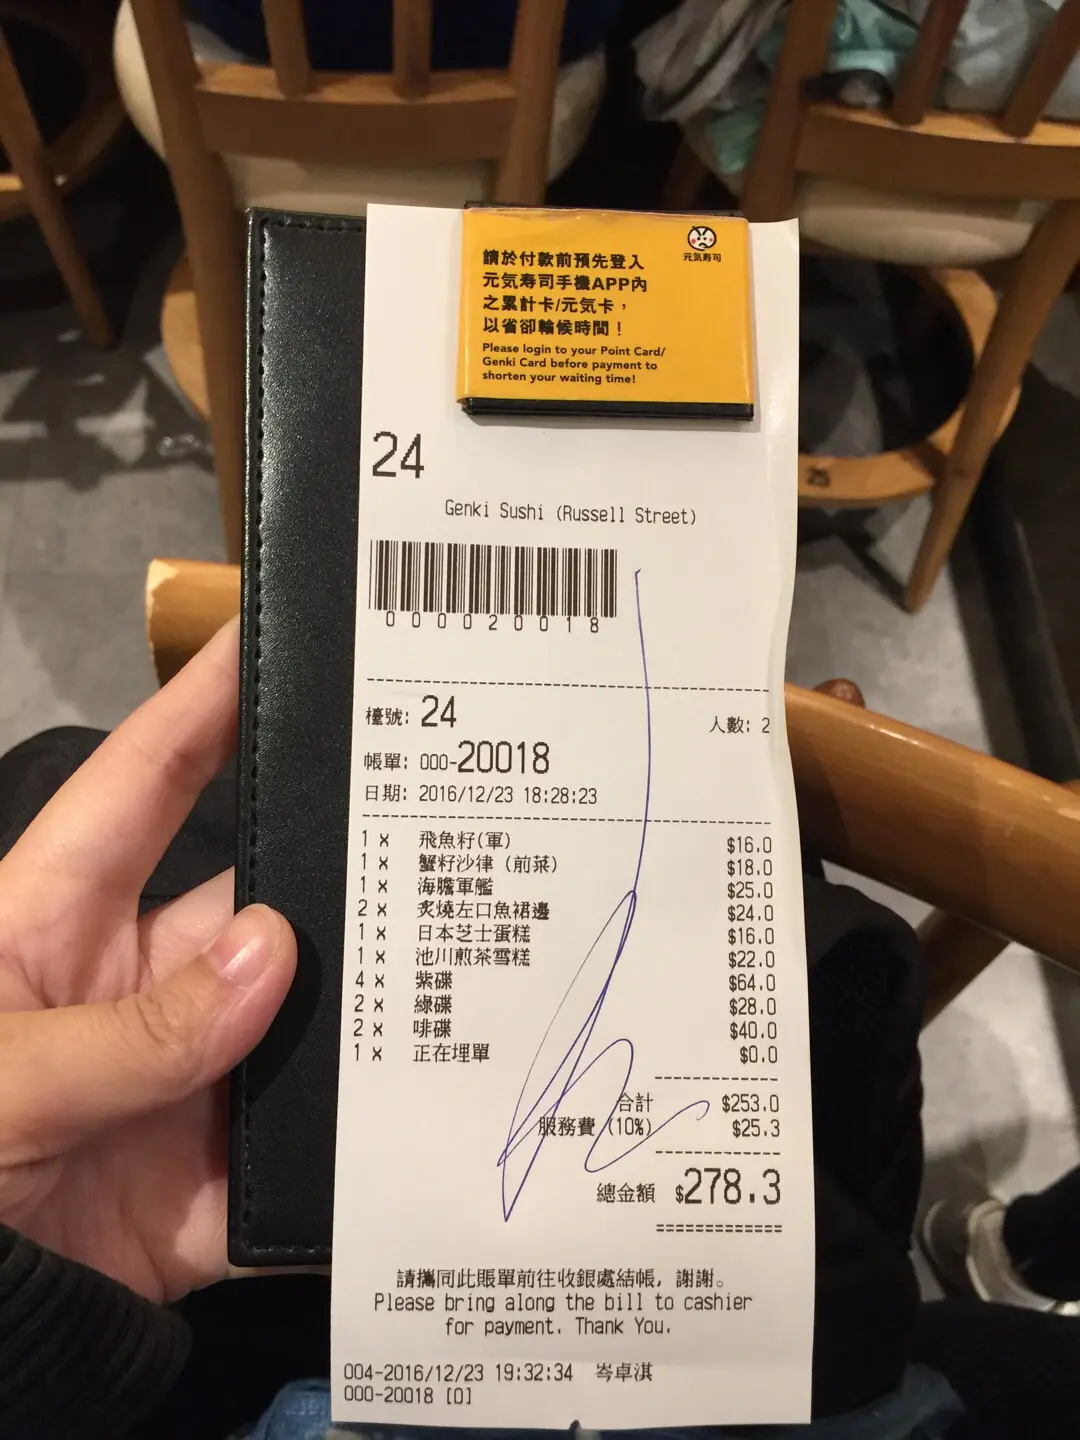 請於付款前預先登入
元気寿司手機APP內
之累計卡/元気卡,
以省卻輪候時間!
Please login to your Point Card/
Genki Card before payment to
shorten your waiting time!
元気寿司
24
Genki Sushi (Russell Street)
00020018
檯號: 24 人數: 2
帳單: 000-20018
日期: 2016/12/23 18:28:23
1 x 飛魚籽(軍) $16.0
1 x 蟹籽沙律 (前菜) $18.0
1 x 海膽軍艦 $25.0
2 x 炙燒左口魚裙邊 $24.0
1 x 日本芝士蛋糕 $16.0
1 x 池川煎茶雪糕 $22.0
4 x 紫碟 $64.0
2 x 綠碟 $28.0
2 x 啡碟 $40.0
1 x 正在埋單 $0.0
合計 $253.0
服務費 (10%) $25.3
總金額 $278.3
請攜同此賬單前往收銀處結帳, 謝謝。
Please bring along the bill to cashier
for payment. Thank You.
004-2016/12/23 19:32:34 岑卓淇
000-20018 [0]
25